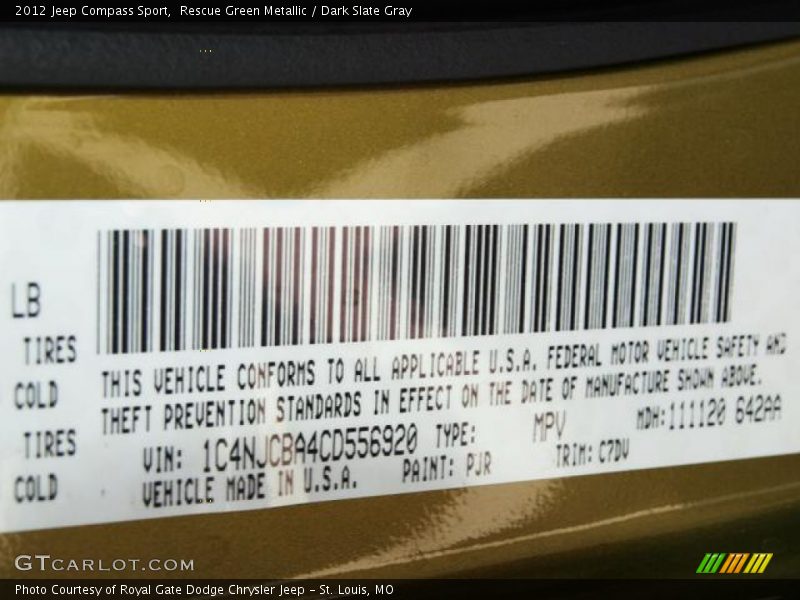 2012 Jeep Compass Sport,  Rescue Green Metallic / Dark Slate Gray
LB
TIRES
COLD
TIRES
COLD
THIS VEHICLE CONFORMS TO ALL APPLICABLE U.S.A. FEDERAL MOTOR VEHICLE SAFETY AND
THEFT PREVENTION STANDARDS IN EFFECT ON THE DATE OF MANUFACTURE SHOWN ABOVE.
VIN: 1C4NJCBA4CD556920 TYPE: MPV MDH:111120 642AA
VEHICLE MADE IN U.S.A. PAINT: PJR TRIM: C7DV
GTCARLOT.COM
Photo Courtesy of Royal Gate Dodge Chrysler Jeep - St. Louis, MO